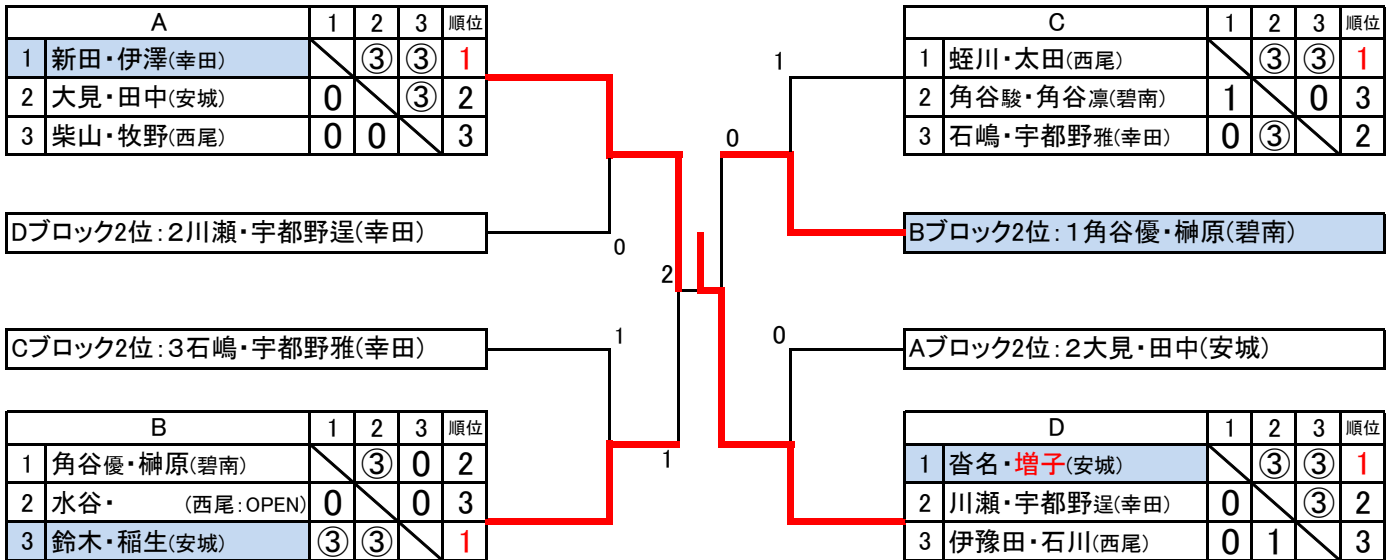 A 1 2 3 順位
1 新田・伊澤(幸田) ③ ③ 1
2 大見・田中(安城) 0 ③ 2
3 柴山・牧野(西尾) 0 0 3
C 1 2 3 順位
1 蛭川・太田(西尾) ③ ③ 1
2 角谷駿・角谷凛(碧南) 1 0 3
3 石嶋・宇都野雅(幸田) 0 ③ 2
1
0
Dブロック2位:2川瀬・宇都野逞(幸田)
Bブロック2位:1角谷優・榊原(碧南)
0
2
1
0
Cブロック2位:3石嶋・宇都野雅(幸田)
Aブロック2位:2大見・田中(安城)
B 1 2 3 順位
1 角谷優・榊原(碧南) ③ 0 2
2 水谷・ (西尾:OPEN) 0 0 3
3 鈴木・稲生(安城) ③ ③ 1
1
D 1 2 3 順位
1 沓名・増子(安城) ③ ③ 1
2 川瀬・宇都野逞(幸田) 0 ③ 2
3 伊豫田・石川(西尾) 0 1 3